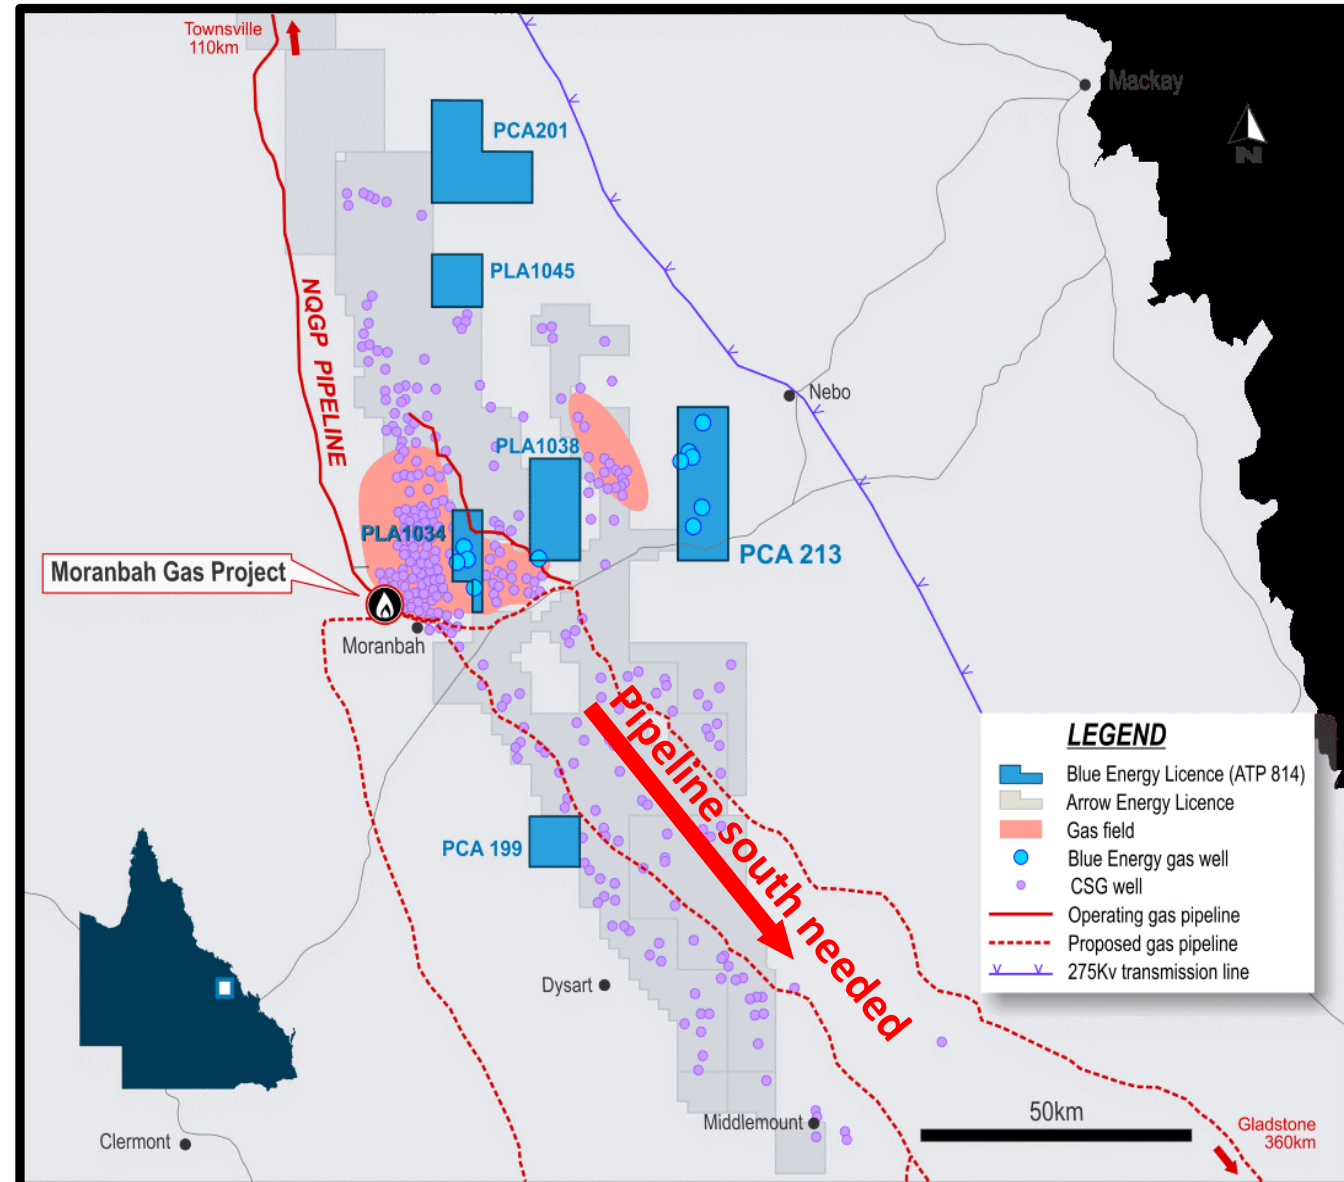 Townsville
110km
Mackay
PCA201
N
PLA1045
NQGP PIPELINE
Nebo
PLA1038
PLA1034
PCA 213
Moranbah Gas Project
Moranbah
Pipeline south needed
PCA 199
LEGEND
Blue Energy Licence (ATP 814)
Arrow Energy Licence
Gas field
Blue Energy gas well
CSG well
Operating gas pipeline
Proposed gas pipeline
275Kv transmission line
Dysart
Middlemount
50km
Gladstone
360km
Clermont